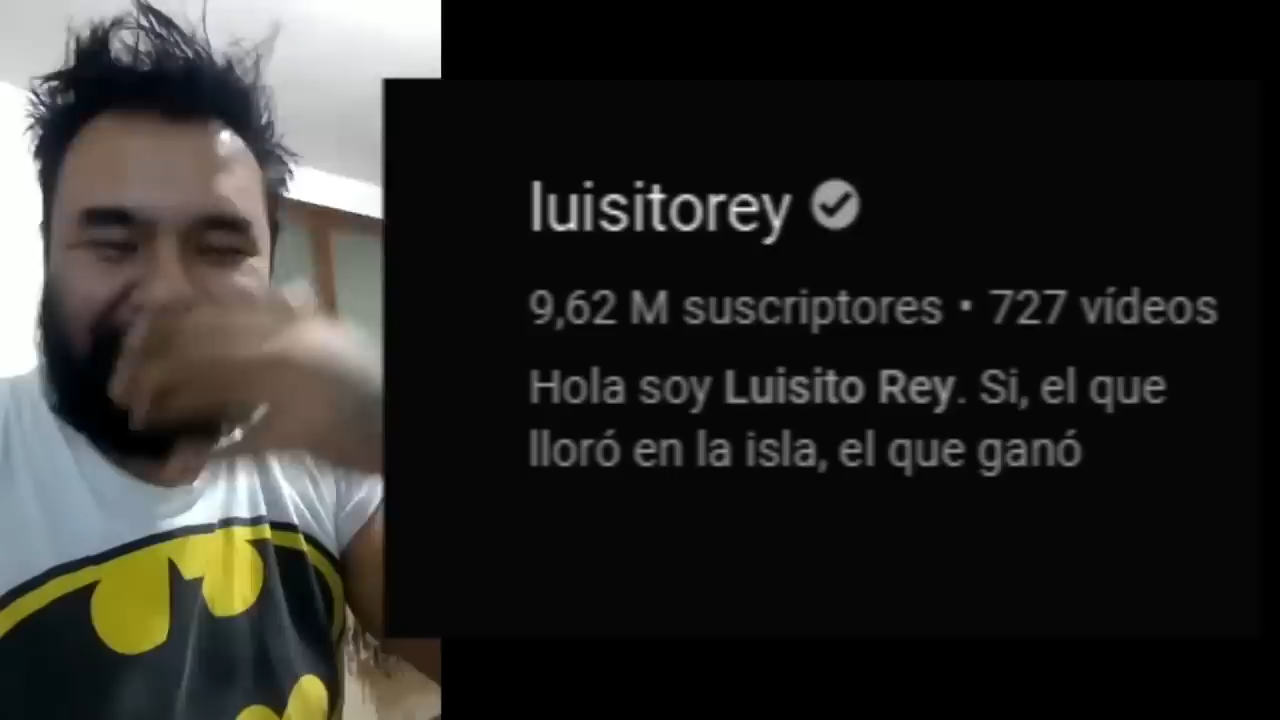 luisitorey
9,62 M suscriptores • 727 vídeos
Hola soy Luisito Rey. Si, el que
lloró en la isla, el que ganó